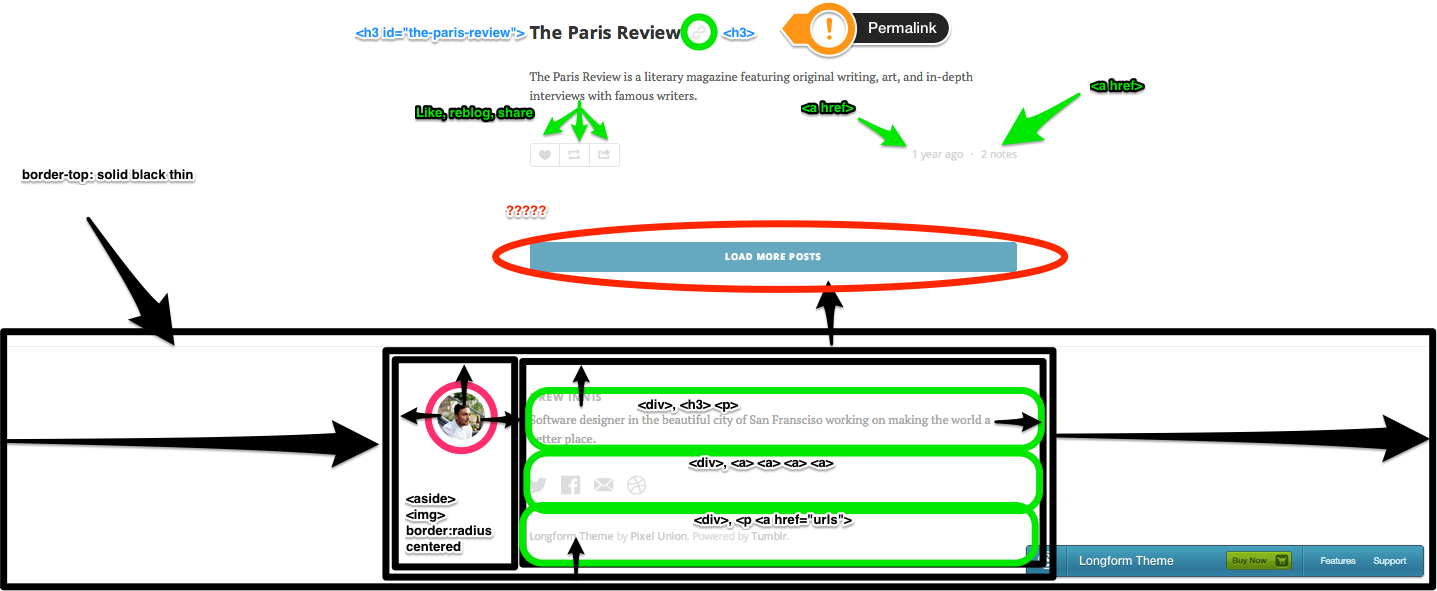 <h3 id="the-paris-review"> The Paris Review <h3> Permalink
The Paris Review is a literary magazine featuring original writing, art, and in-depth
interviews with famous writers.
<a href>
Like, reblog, share
<a href>
1 year ago · 2 notes
border-top: solid black thin
?????
LOAD MORE POSTS
DREW INNIS
<div>, <h3> <p>
Software designer in the beautiful city of San Fransciso working on making the world a
better place.
<div>, <a> <a> <a> <a>
<aside>
<img>
border:radius
centered
<div>, <p <a href="urls">
Longform Theme by Pixel Union. Powered by Tumblr.
Longform Theme Buy Now Features Support